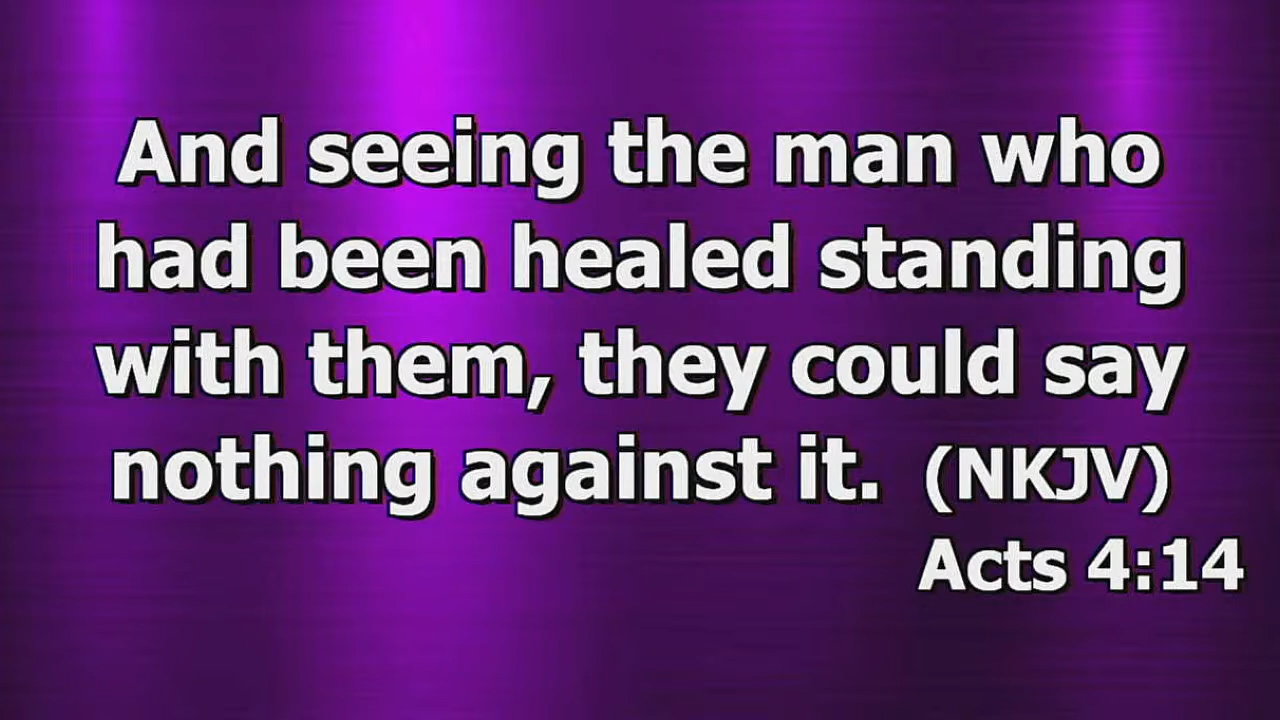 And seeing the man who
had been healed standing
with them, they could say
nothing against it. (NKJV)
Acts 4:14